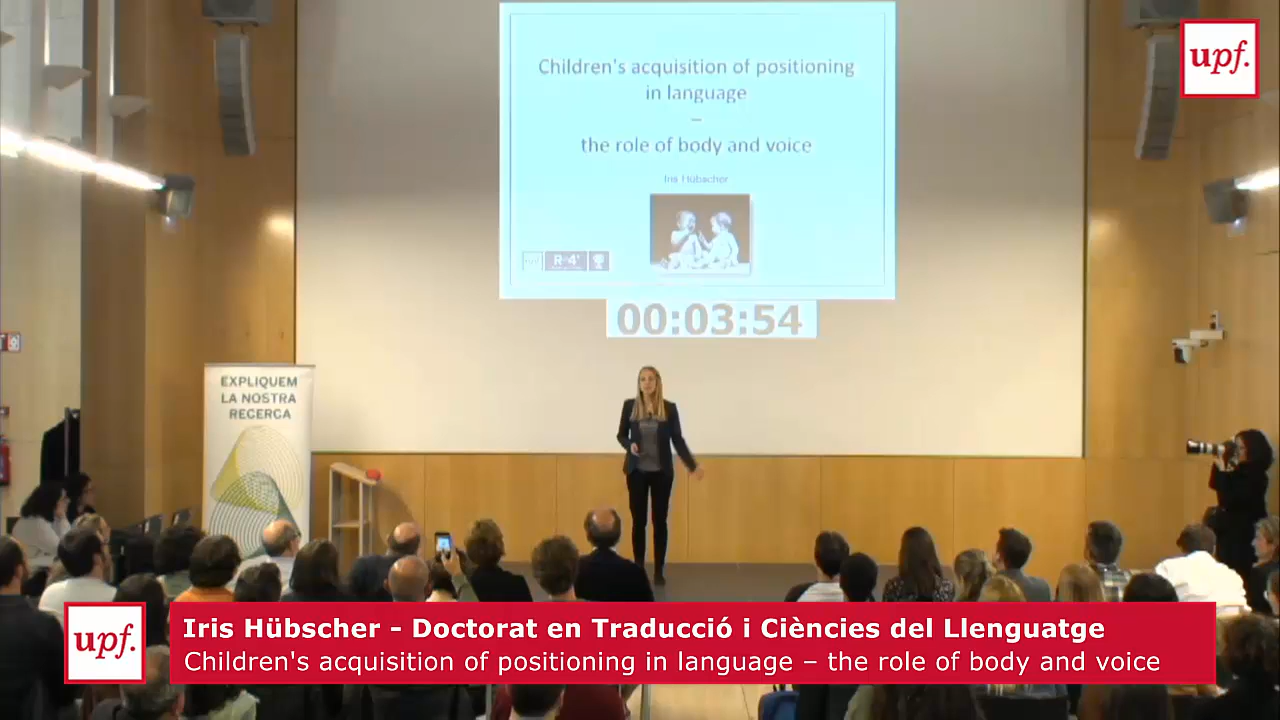 Children's acquisition of positioning
in language
–
the role of body and voice
Iris Hübscher
upf.
00:03:54
EXPLIQUEM
LA NOSTRA
RECERCA
upf.
Iris Hübscher - Doctorat en Traducció i Ciències del Llenguatge
Children's acquisition of positioning in language – the role of body and voice